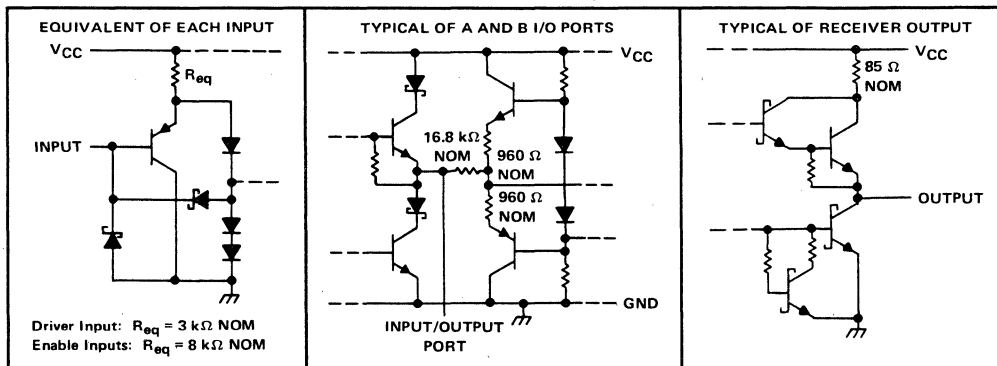 EQUIVALENT OF EACH INPUT
VCC
Req
INPUT
Driver Input: Req = 3 kΩ NOM
Enable Inputs: Req = 8 kΩ NOM
TYPICAL OF A AND B I/O PORTS
VCC
16.8 kΩ
NOM
960 Ω
NOM
960 Ω
NOM
GND
INPUT/OUTPUT
PORT
TYPICAL OF RECEIVER OUTPUT
VCC
85 Ω
NOM
OUTPUT